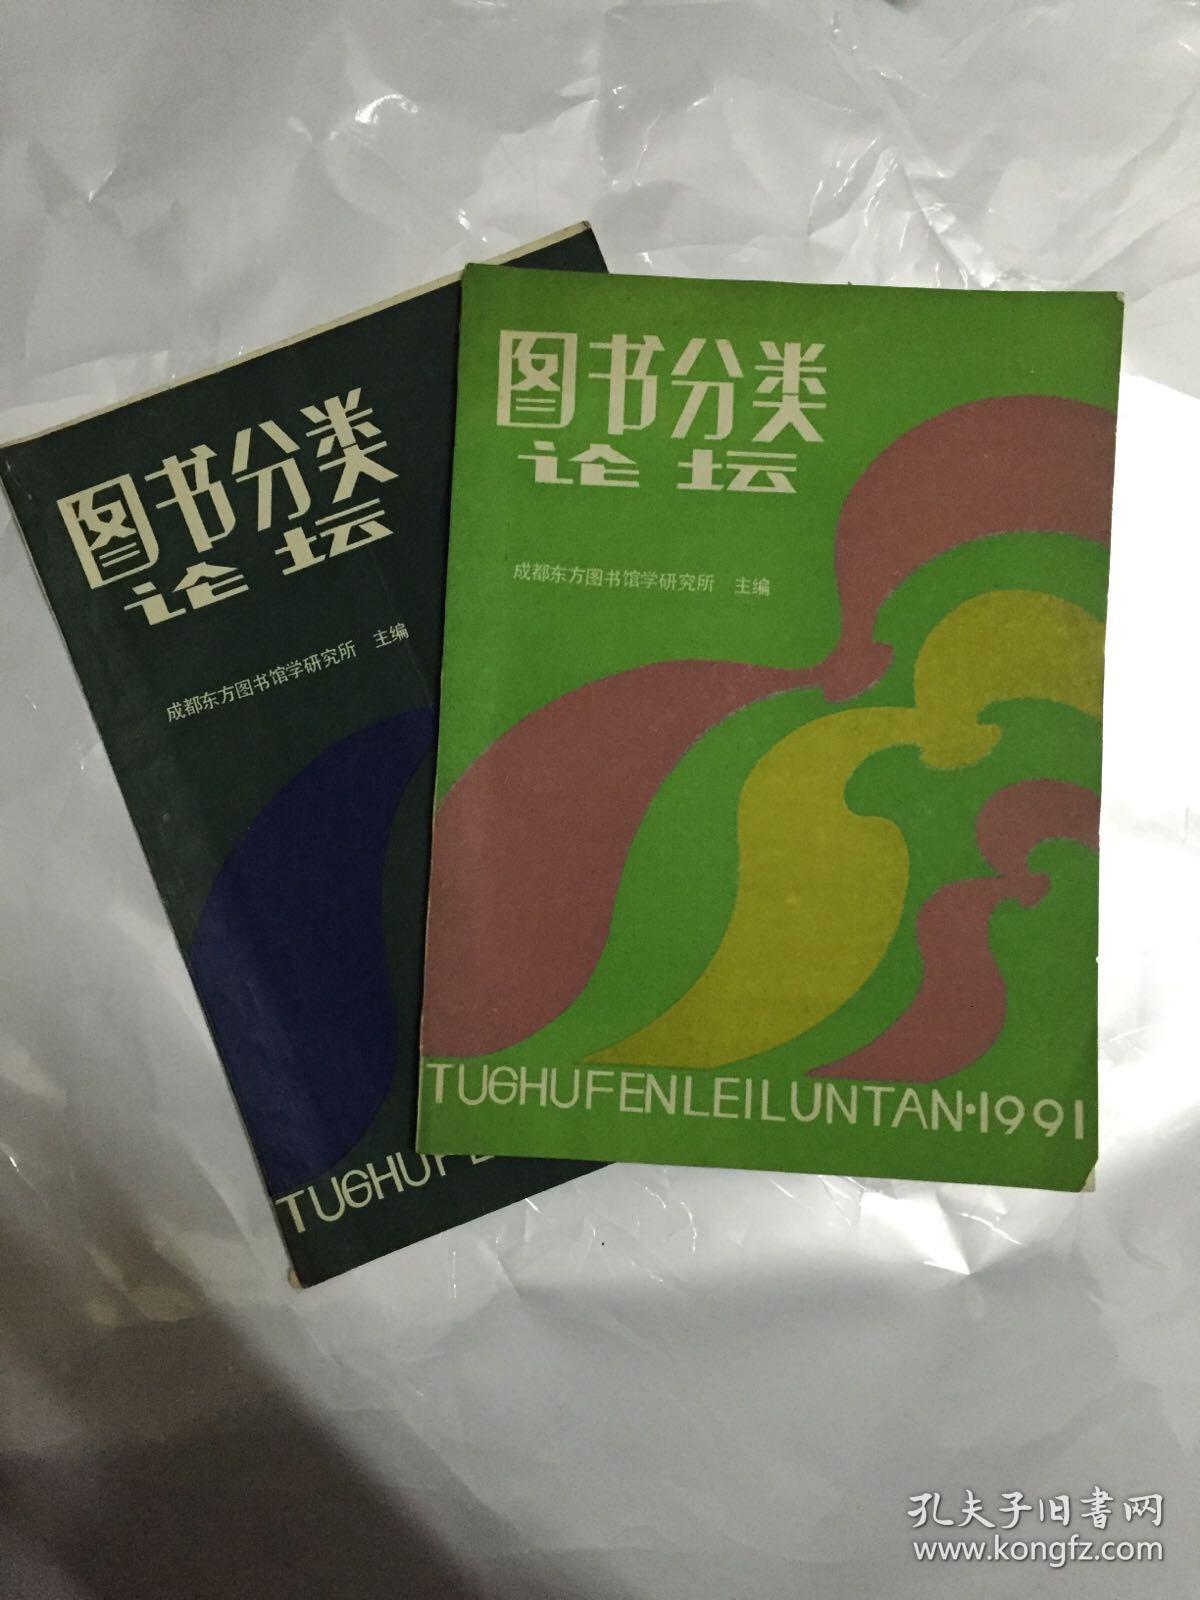 图书分类
论坛
成都东方图书馆学研究所 主编
TUGHUFE
图书分类
论坛
成都东方图书馆学研究所 主编
TUGHUFENLEILUNTAN·1991
孔夫子旧书网
www.kongfz.com